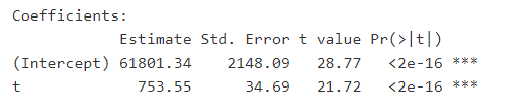 Coefficients:
Estimate Std. Error t value Pr(>|t|)
(Intercept) 61801.34 2148.09 28.77 <2e-16 ***
t 753.55 34.69 21.72 <2e-16 ***